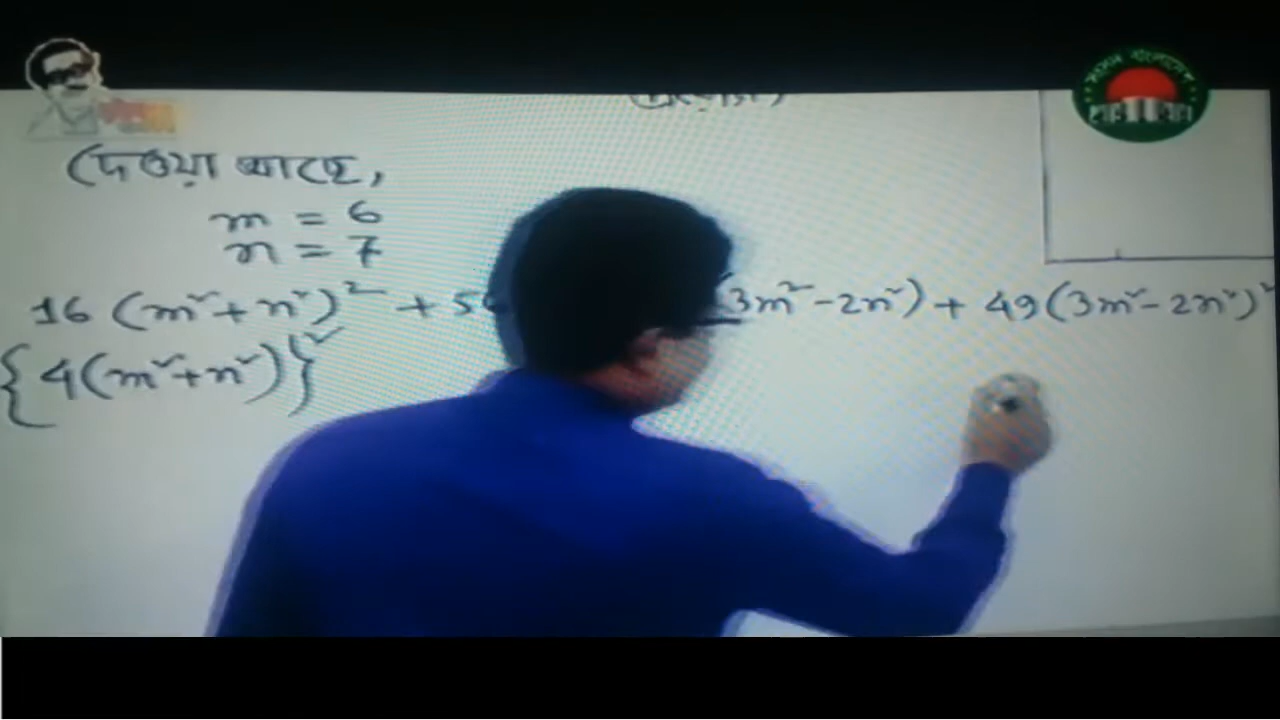 দেওয়া আছে,
m = 6
n = 7
16 (m²+n²)² + 5 3m²-2n²) + 49(3m²-2n²)²
{4(m²+n²)}²